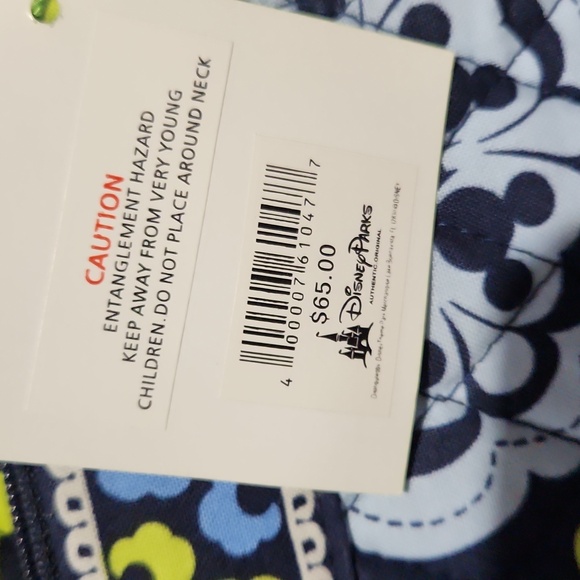 CAUTION
ENTANGLEMENT HAZARD
KEEP AWAY FROM VERY YOUNG
CHILDREN. DO NOT PLACE AROUND NECK
4 00007 61047 7
$65.00
Disney Parks
AUTHENTIC ORIGINAL